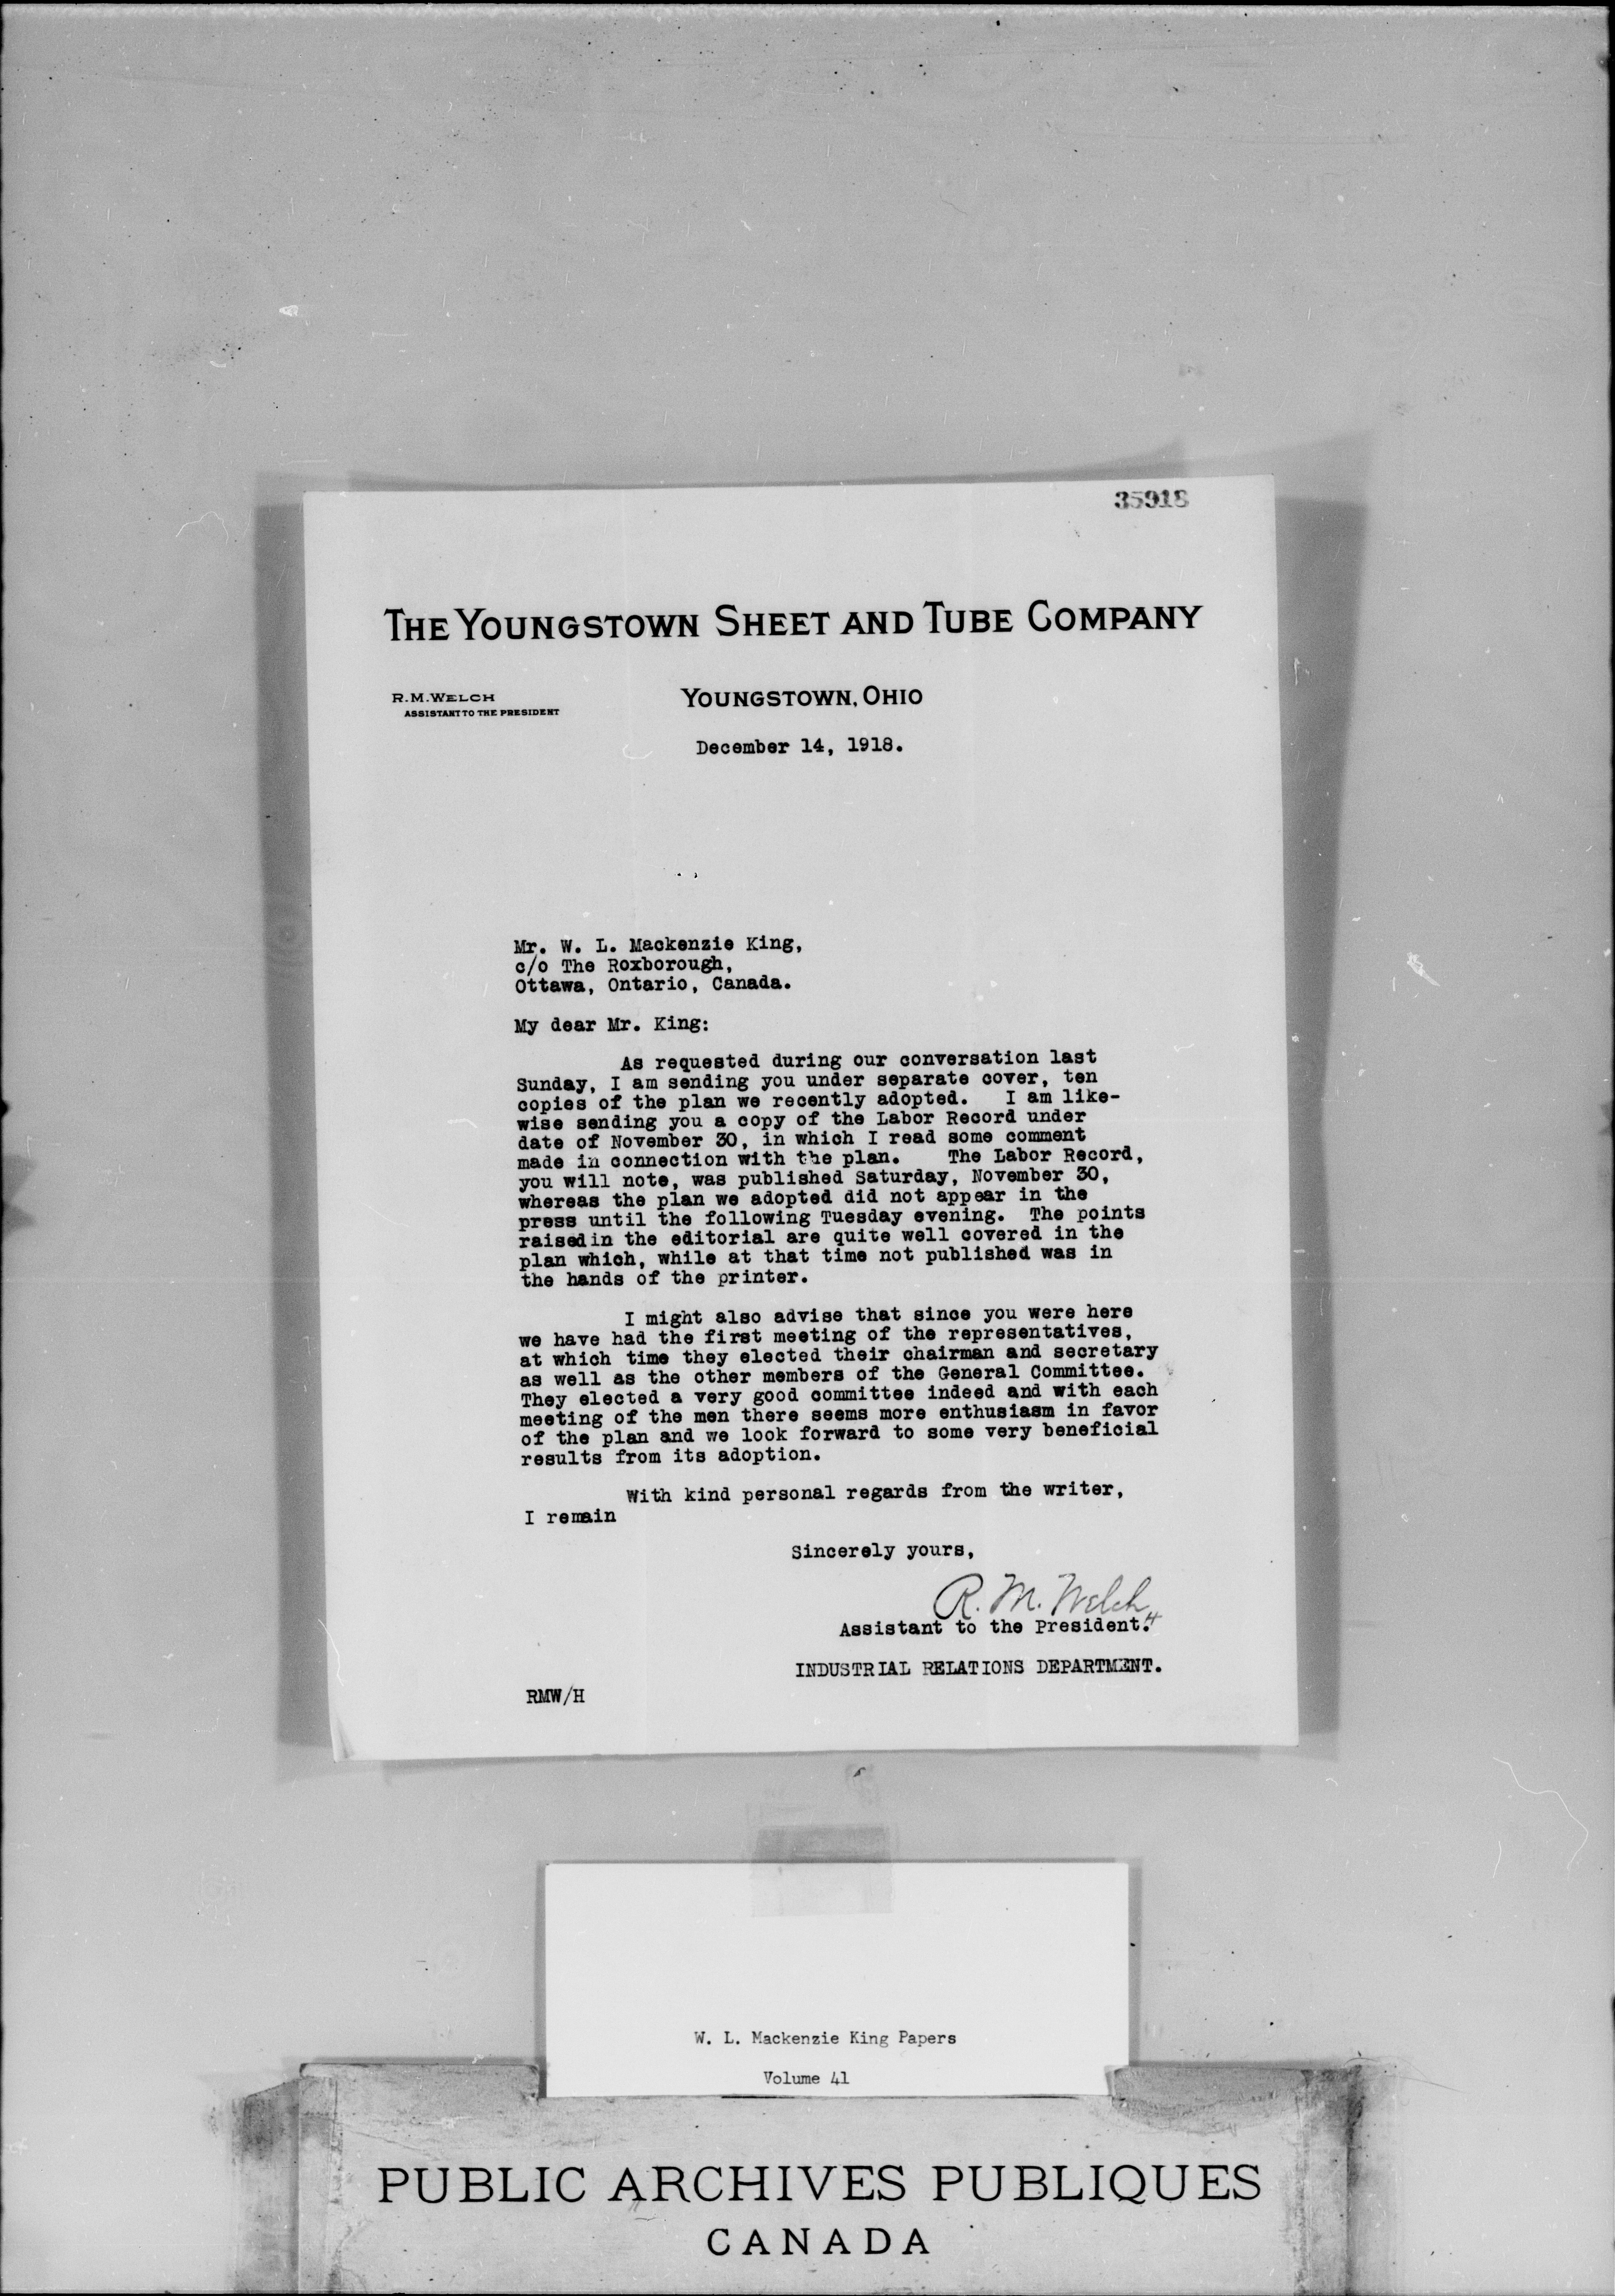 35918
THE YOUNGSTOWN SHEET AND TUBE COMPANY
R.M.WELCH
ASSISTANT TO THE PRESIDENT
YOUNGSTOWN, OHIO
December 14, 1918.
Mr. W. L. Mackenzie King,
c/o The Roxborough,
Ottawa, Ontario, Canada.
My dear Mr. King:
As requested during our conversation last
Sunday, I am sending you under separate cover, ten
copies of the plan we recently adopted. I am like-
wise sending you a copy of the Labor Record under
date of November 30, in which I read some comment
made in connection with the plan. The Labor Record,
you will note, was published Saturday, November 30,
whereas the plan we adopted did not appear in the
press until the following Tuesday evening. The points
raised in the editorial are quite well covered in the
plan which, while at that time not published was in
the hands of the printer.
I might also advise that since you were here
we have had the first meeting of the representatives,
at which time they elected their chairman and secretary
as well as the other members of the General Committee.
They elected a very good committee indeed and with each
meeting of the men there seems more enthusiasm in favor
of the plan and we look forward to some very beneficial
results from its adoption.
With kind personal regards from the writer,
I remain
Sincerely yours,
R. M. Welch
H
Assistant to the President.
INDUSTRIAL RELATIONS DEPARTMENT.
RMW/H
W. L. Mackenzie King Papers
Volume 41
PUBLIC ARCHIVES PUBLIQUES
CANADA